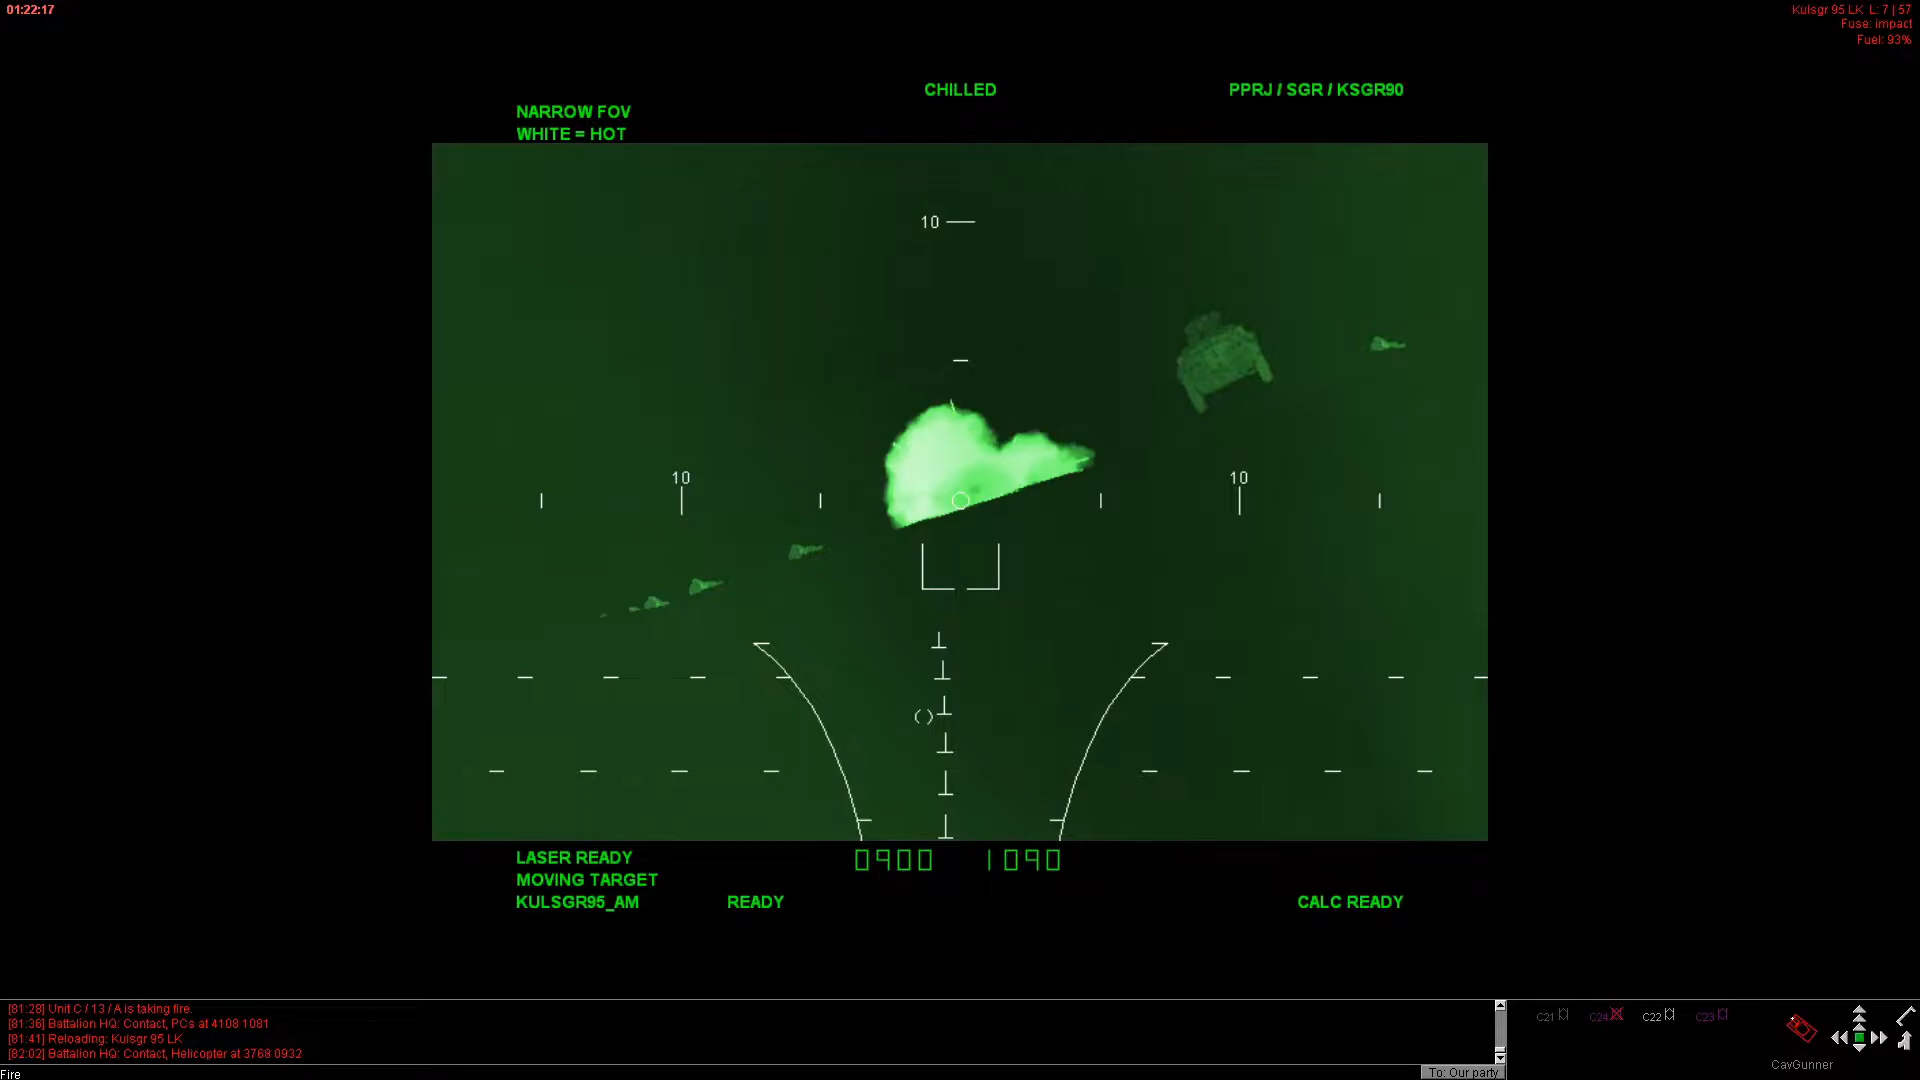 01:22:17
Kulsgr 95 LK L: 7 | 57
Fuse: impact
Fuel: 93%
CHILLED
PPRJ / SGR / KSGR90
NARROW FOV
WHITE = HOT
10
10
10
LASER READY
0900 1090
MOVING TARGET
KULSGR95_AM READY CALC READY
[81:28] Unit C / 13 / A is taking fire.
[81:36] Battalion HQ: Contact, PCs at 4108 1081
[81:41] Reloading: Kulsgr 95 LK
[82:02] Battalion HQ: Contact, Helicopter at 3768 0932
C21 C24 C22 C23
CavGunner
To: Our party
Fire